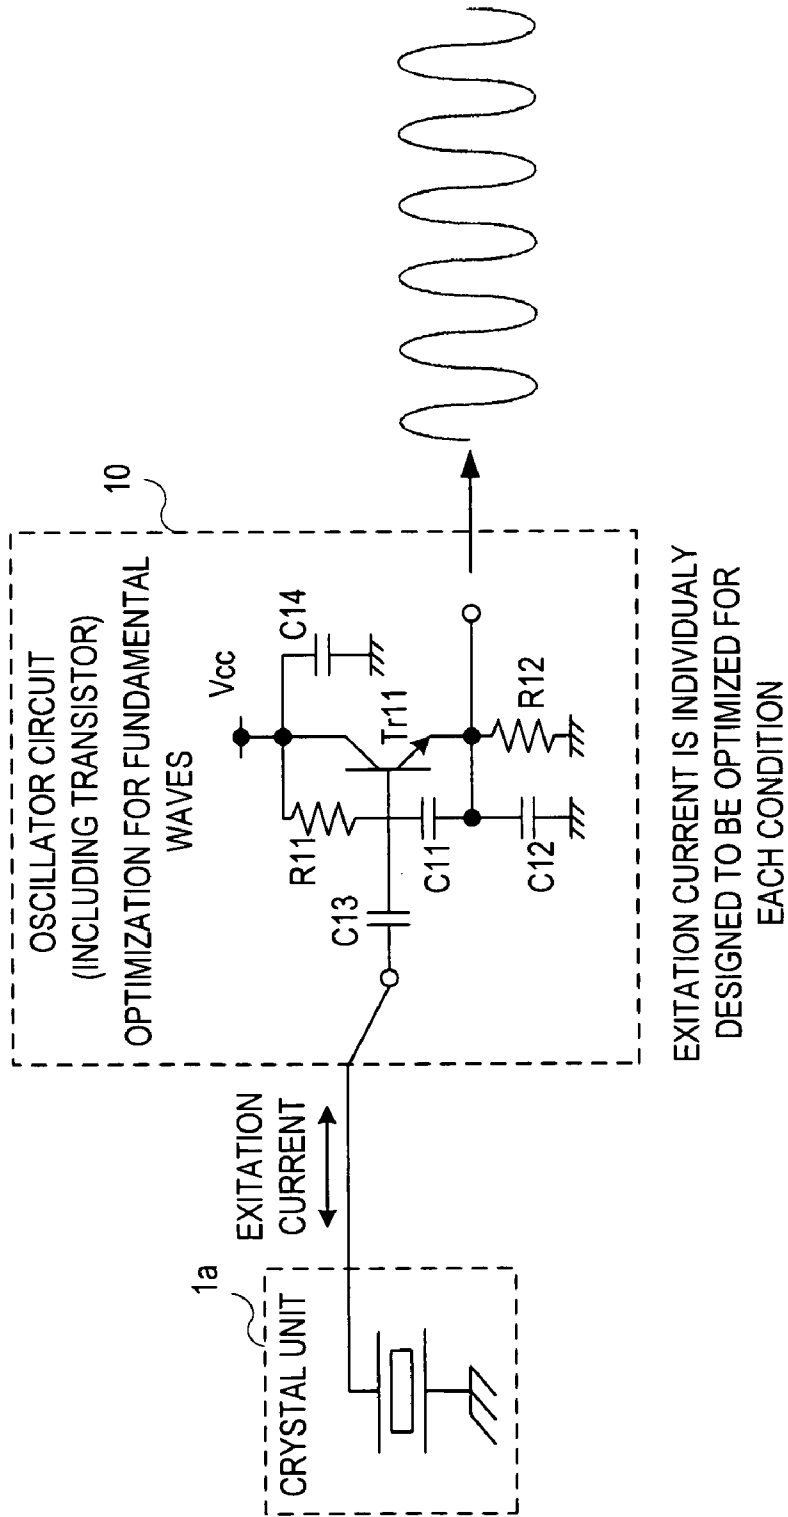 OSCILLATOR CIRCUIT
(INCLUDING TRANSISTOR)
OPTIMIZATION FOR FUNDAMENTAL
WAVES
10
1a
CRYSTAL UNIT
EXITATION
CURRENT
Vcc
C14
R11
Tr11
C13
C11
C12
R12
EXITATION CURRENT IS INDIVIDUALY
DESIGNED TO BE OPTIMIZED FOR
EACH CONDITION